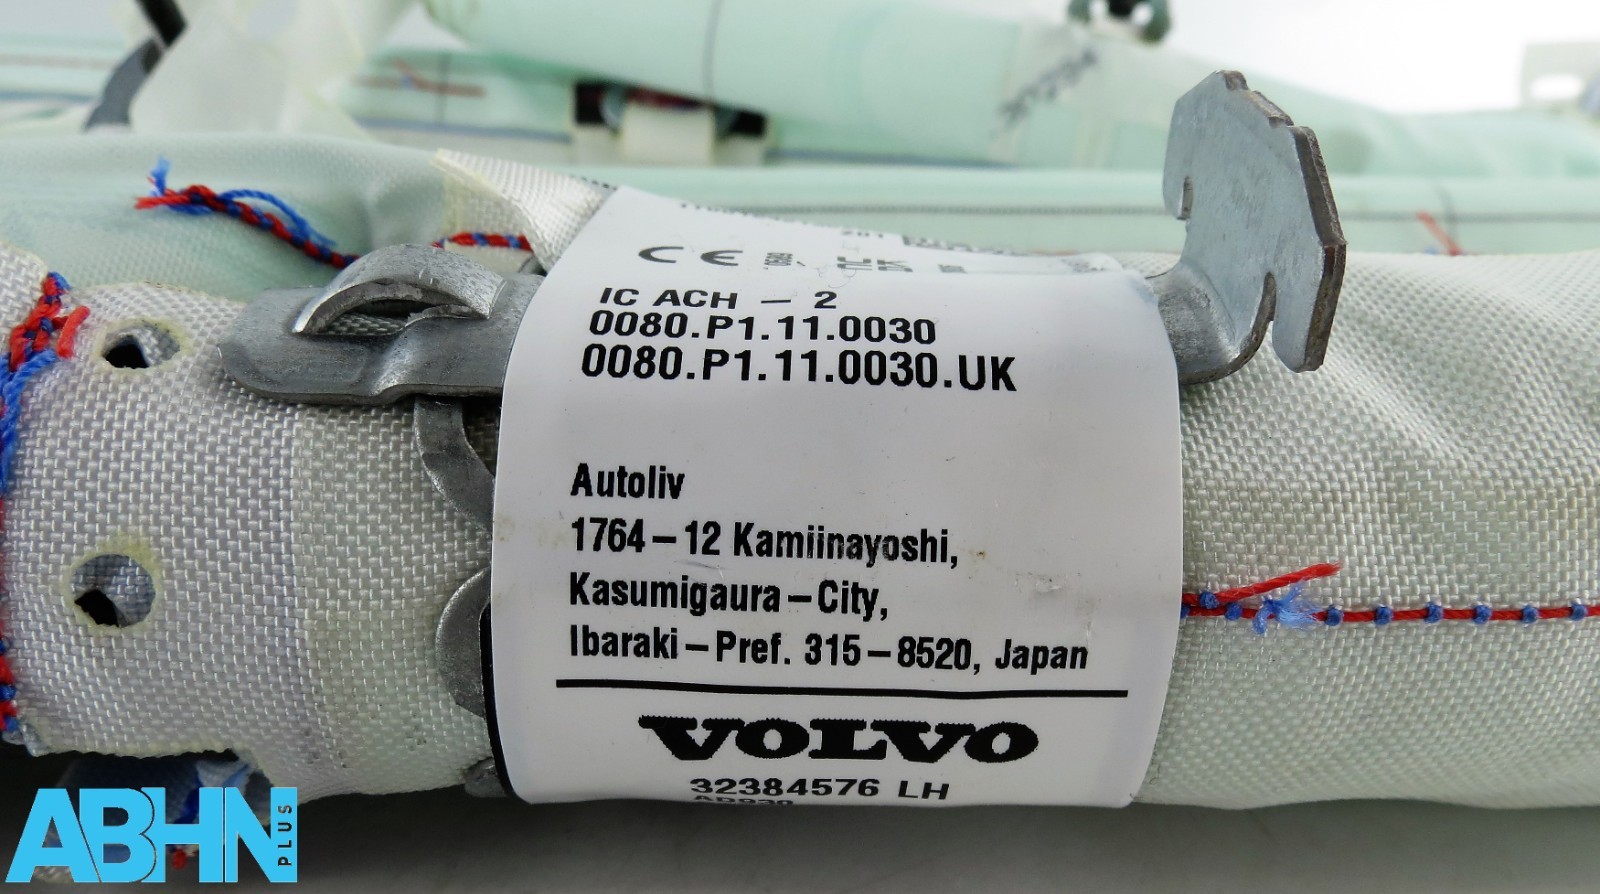 CE
IC ACH – 2
0080.P1.11.0030
0080.P1.11.0030.UK
Autoliv
1764–12 Kamiinayoshi,
Kasumigaura–City,
Ibaraki–Pref. 315–8520, Japan
VOLVO
32384576 LH
ABHN PLUS